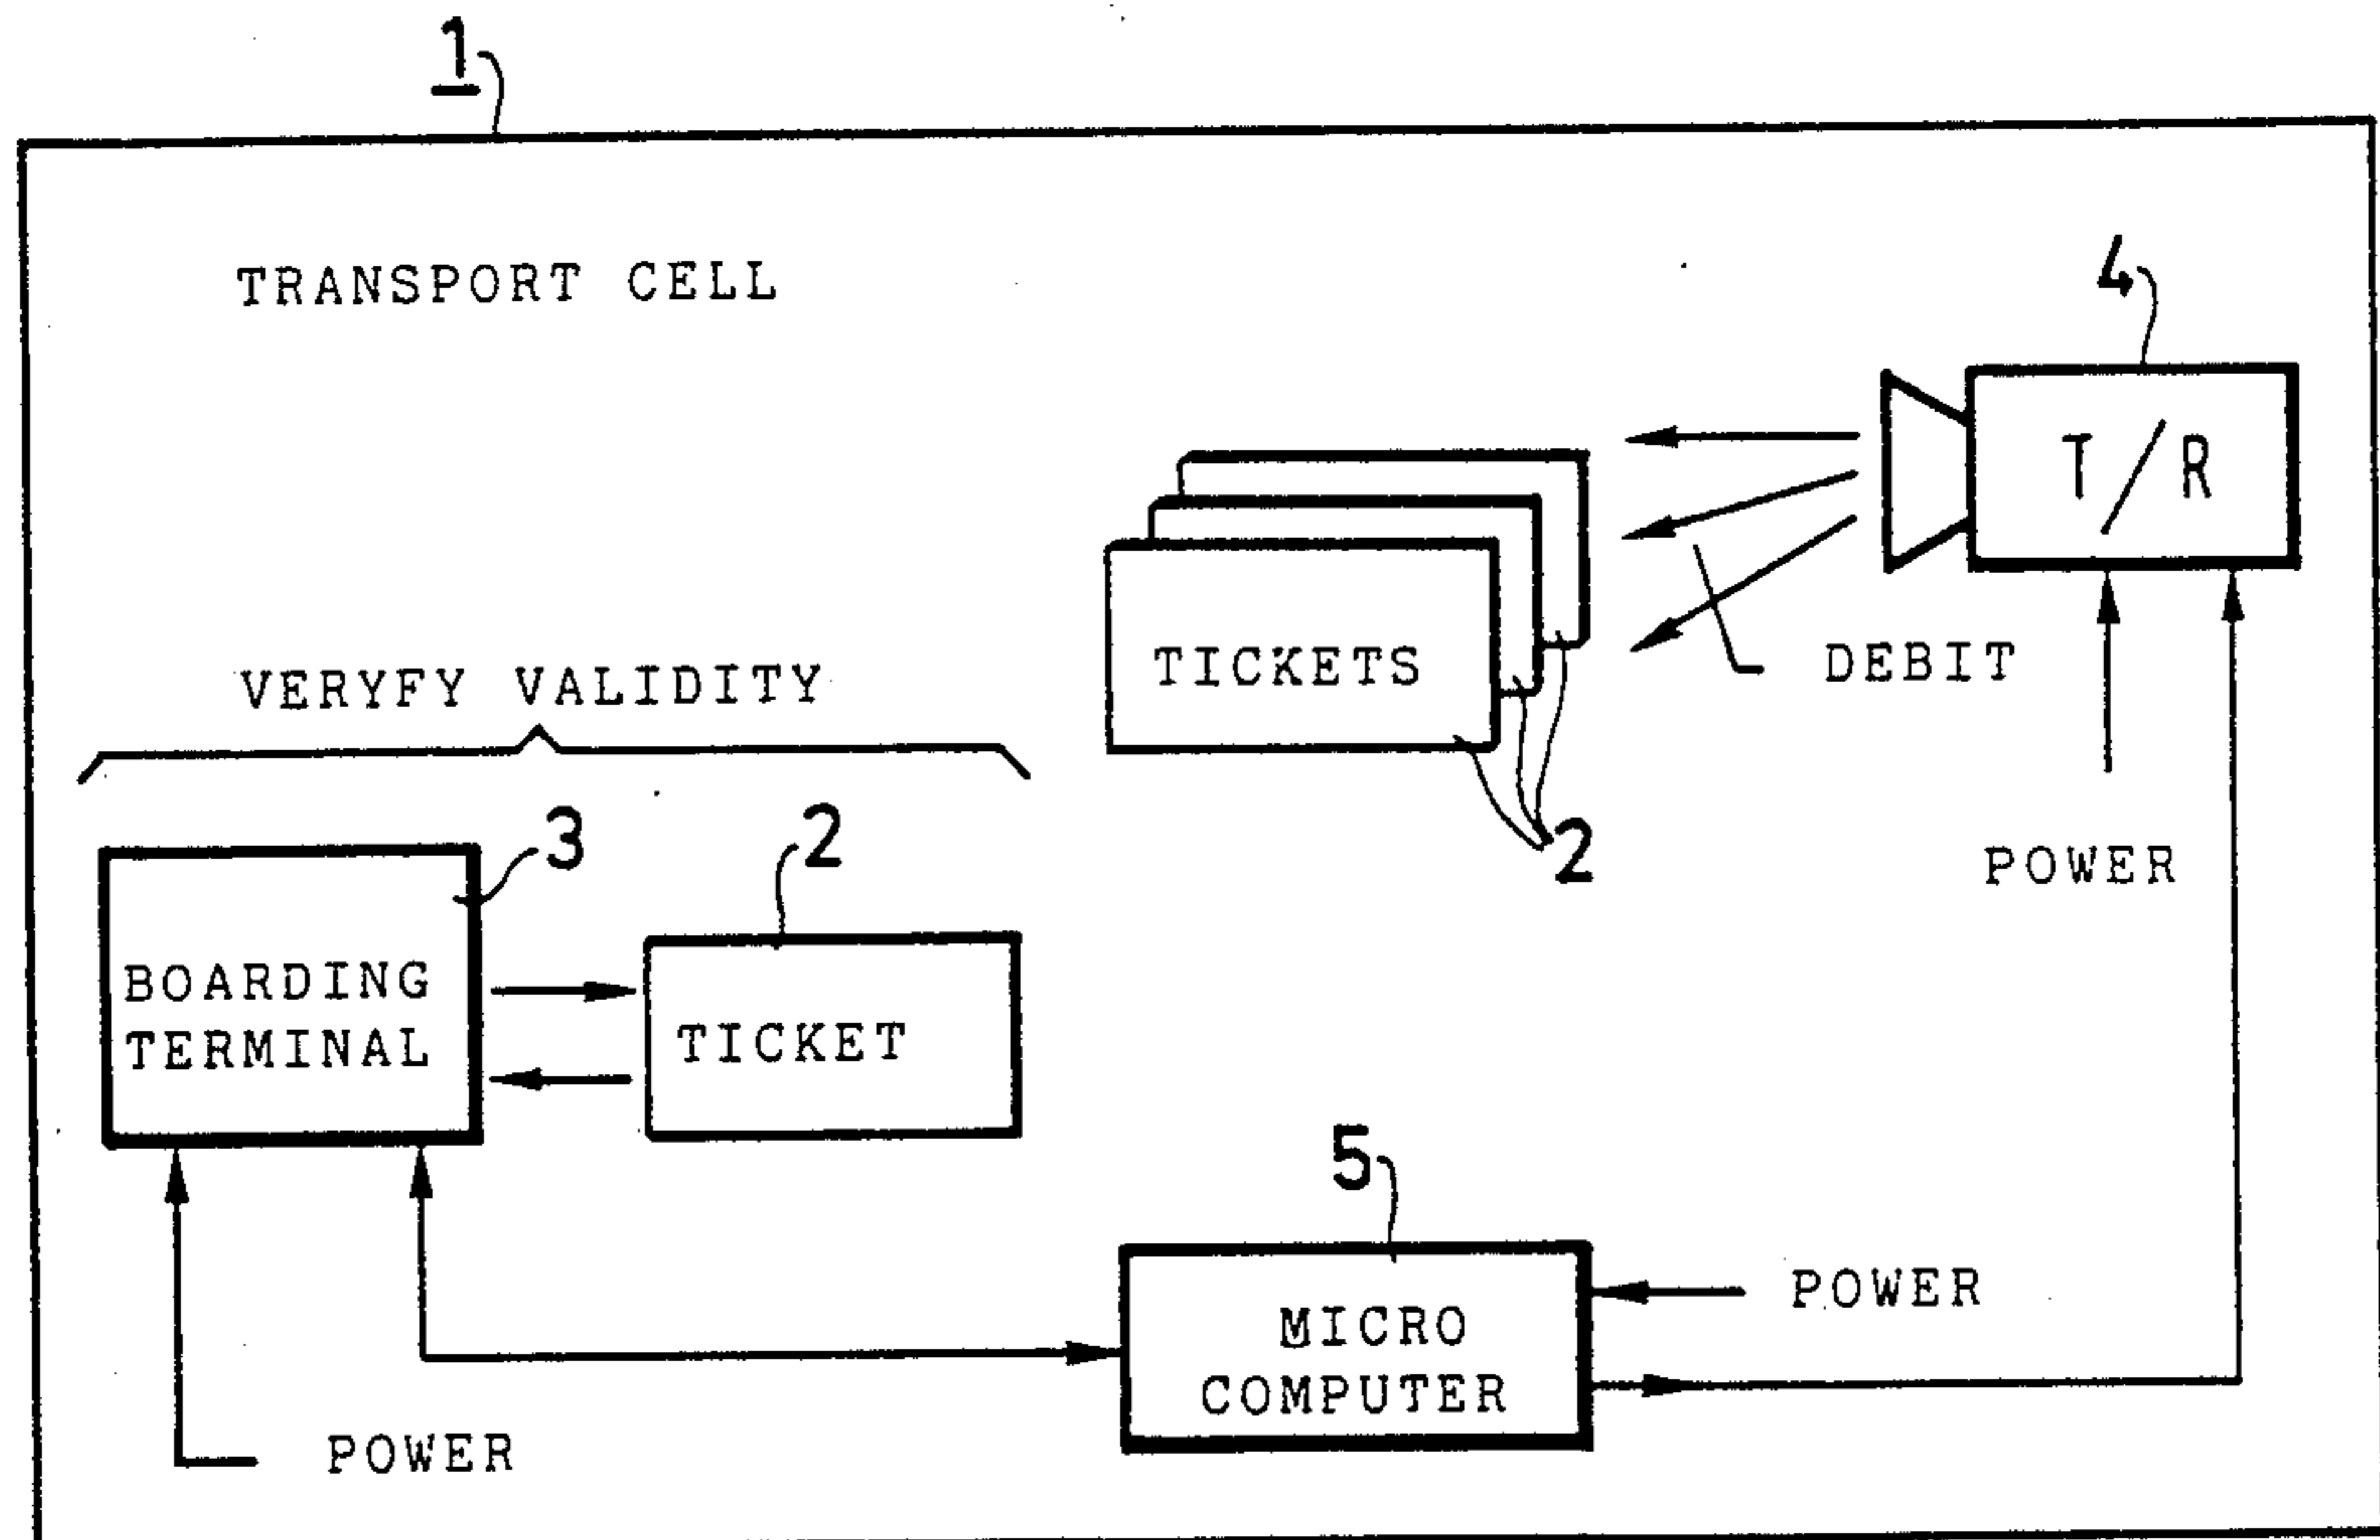 1
TRANSPORT CELL
4
T/R
TICKETS
DEBIT
VERYFY VALIDITY
3
2
2
POWER
BOARDING
TERMINAL
TICKET
5
POWER
MICRO
COMPUTER
POWER